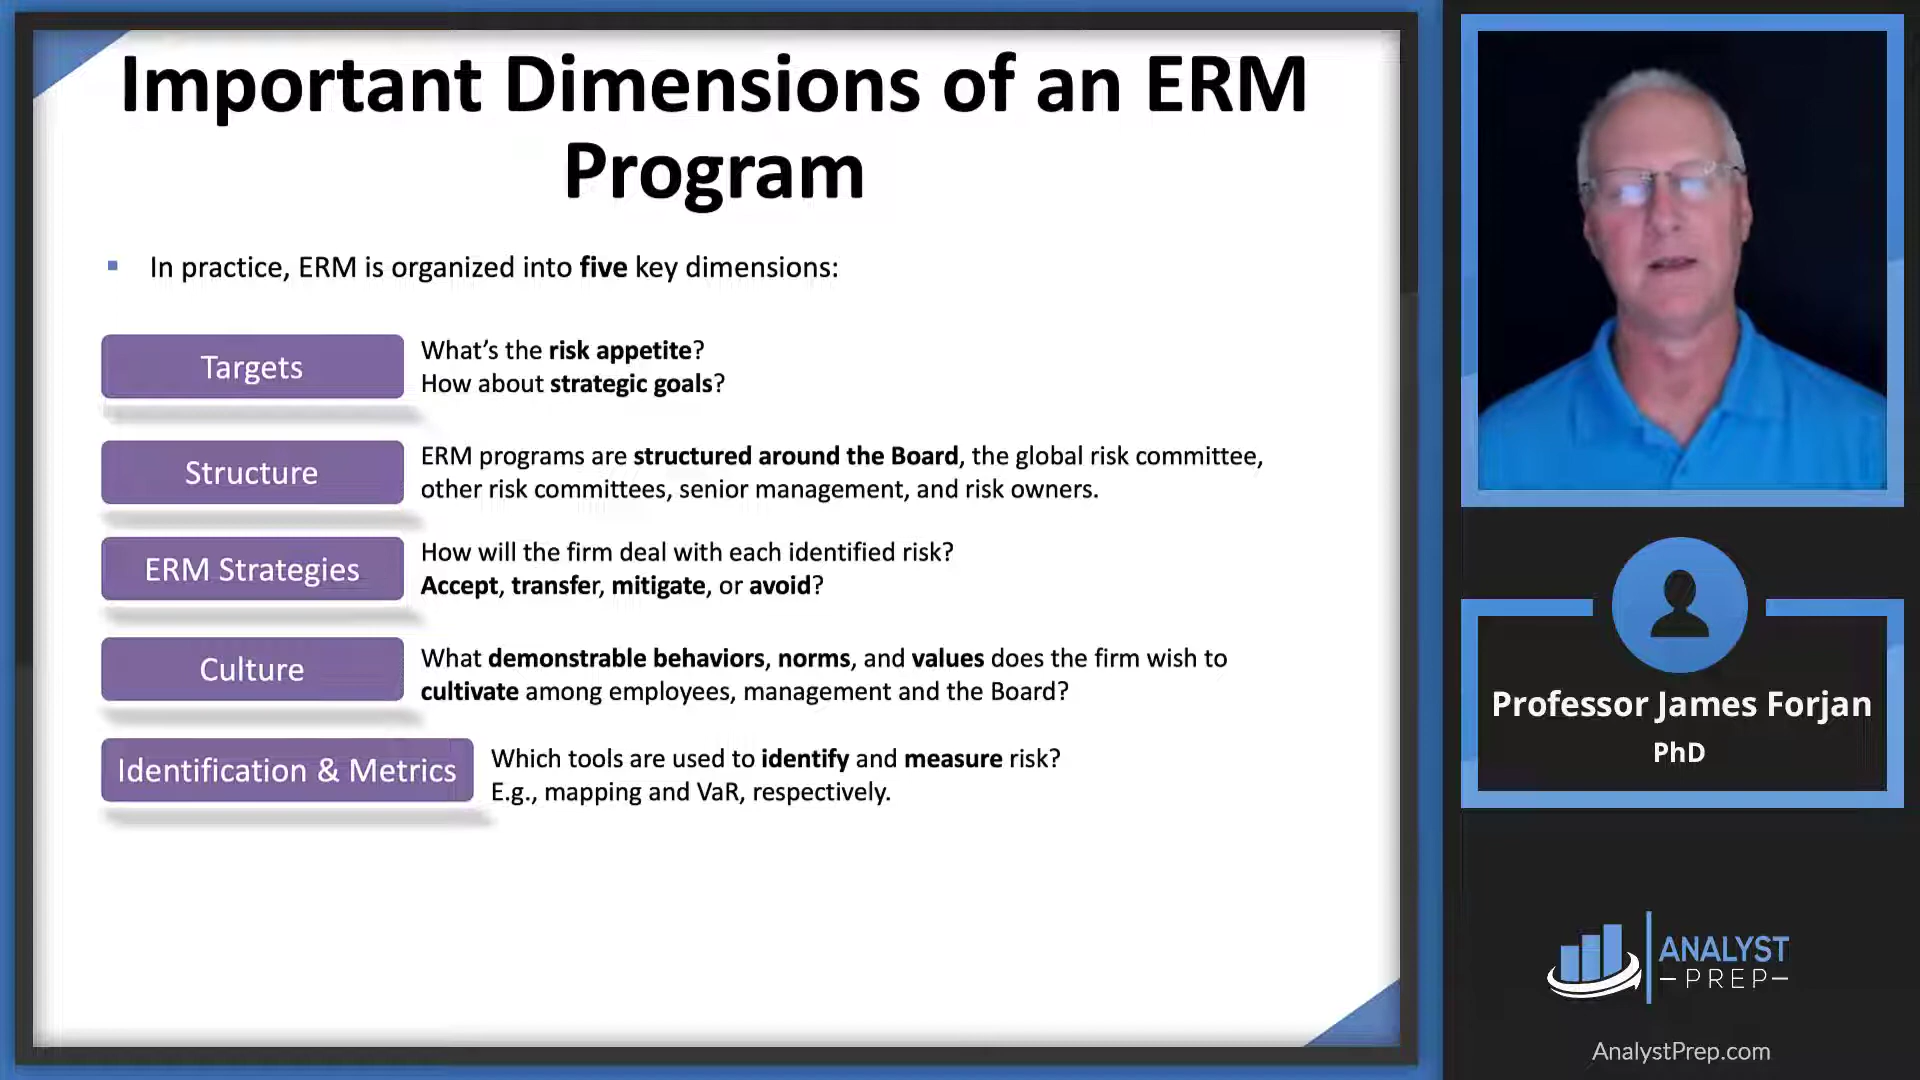 Important Dimensions of an ERM
Program
In practice, ERM is organized into five key dimensions:
Targets
What's the risk appetite?
How about strategic goals?
Structure
ERM programs are structured around the Board, the global risk committee,
other risk committees, senior management, and risk owners.
ERM Strategies
How will the firm deal with each identified risk?
Accept, transfer, mitigate, or avoid?
Culture
What demonstrable behaviors, norms, and values does the firm wish to
cultivate among employees, management and the Board?
Identification & Metrics
Which tools are used to identify and measure risk?
E.g., mapping and VaR, respectively.
Professor James Forjan
PhD
ANALYST
PREP
AnalystPrep.com